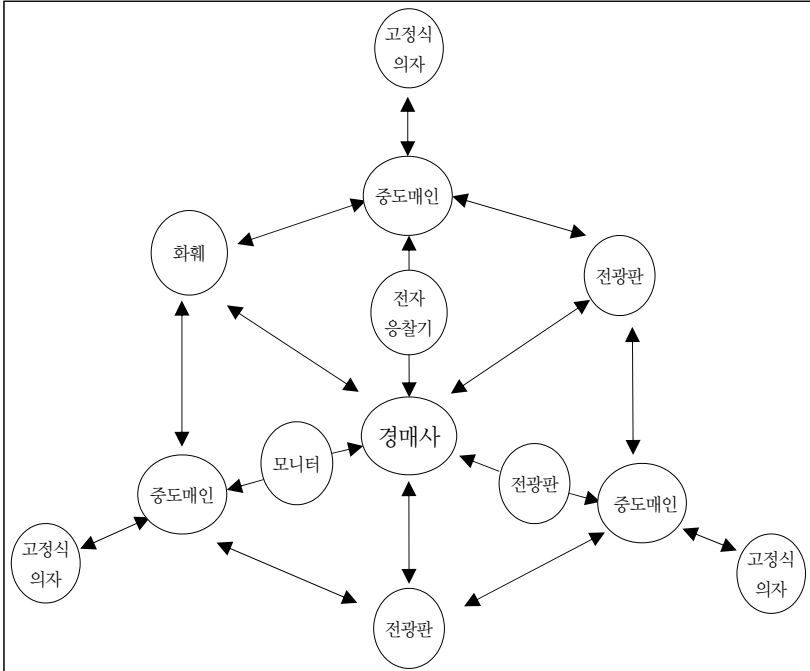 고정식
의자
중도매인
화훼
전광판
전자
응찰기
경매사
모니터
전광판
중도매인
중도매인
고정식
의자
고정식
의자
전광판